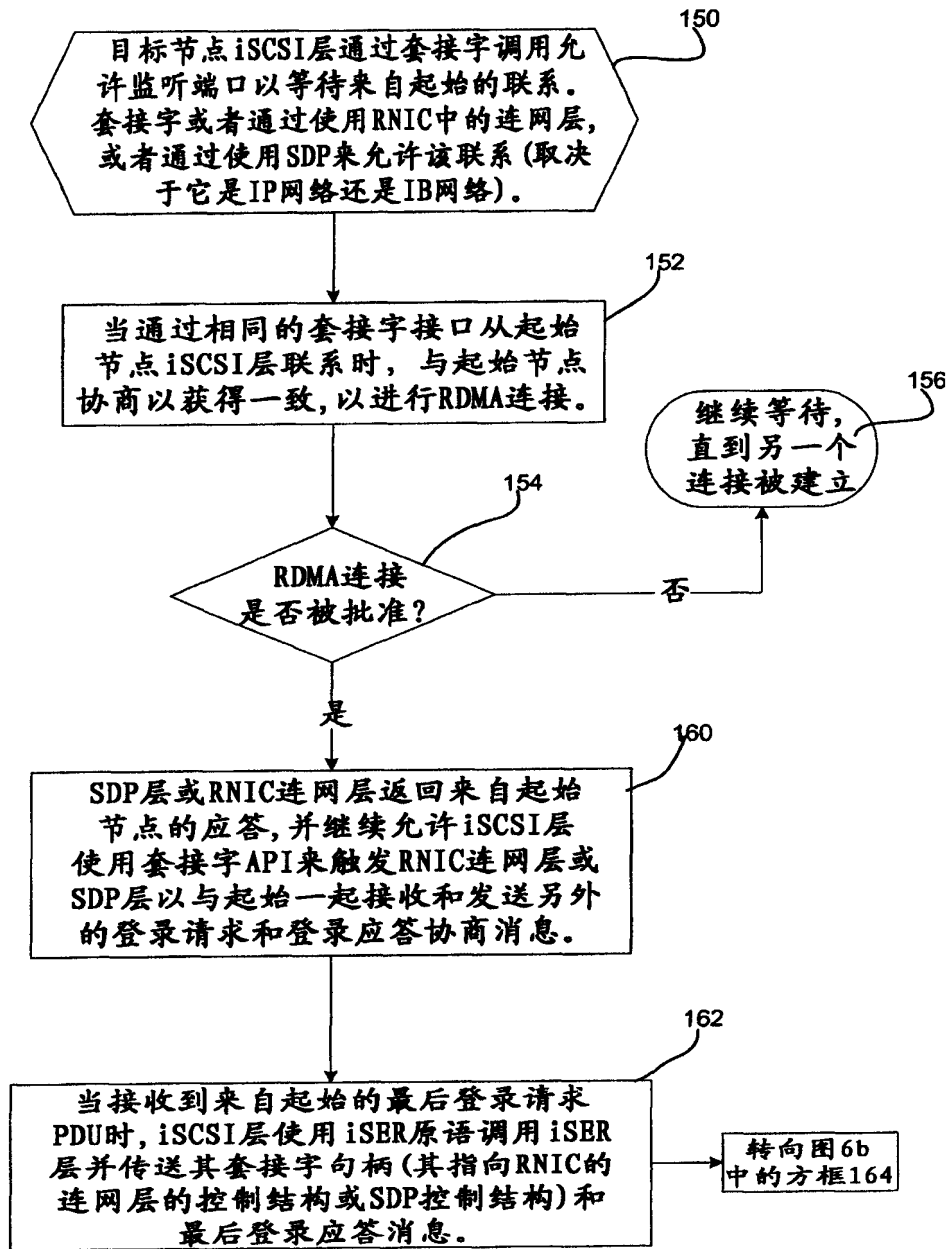 150
目标节点iSCSI层通过套接字调用允
许监听端口以等待来自起始的联系。
套接字或者通过使用RNIC中的连网层,
或者通过使用SDP来允许该联系(取决
于它是IP网络还是IB网络)。
152
当通过相同的套接字接口从起始
节点iSCSI层联系时，与起始节点
协商以获得一致,以进行RDMA连接。
156
继续等待,
直到另一个
连接被建立
154
RDMA连接
是否被批准?
否
是
160
SDP层或RNIC连网层返回来自起始
节点的应答,并继续允许iSCSI层
使用套接字API来触发RNIC连网层或
SDP层以与起始一起接收和发送另外
的登录请求和登录应答协商消息。
162
当接收到来自起始的最后登录请求
PDU时,iSCSI层使用iSER原语调用iSER
层并传送其套接字句柄(其指向RNIC的
连网层的控制结构或SDP控制结构)和
最后登录应答消息。
转向图6b
中的方框164